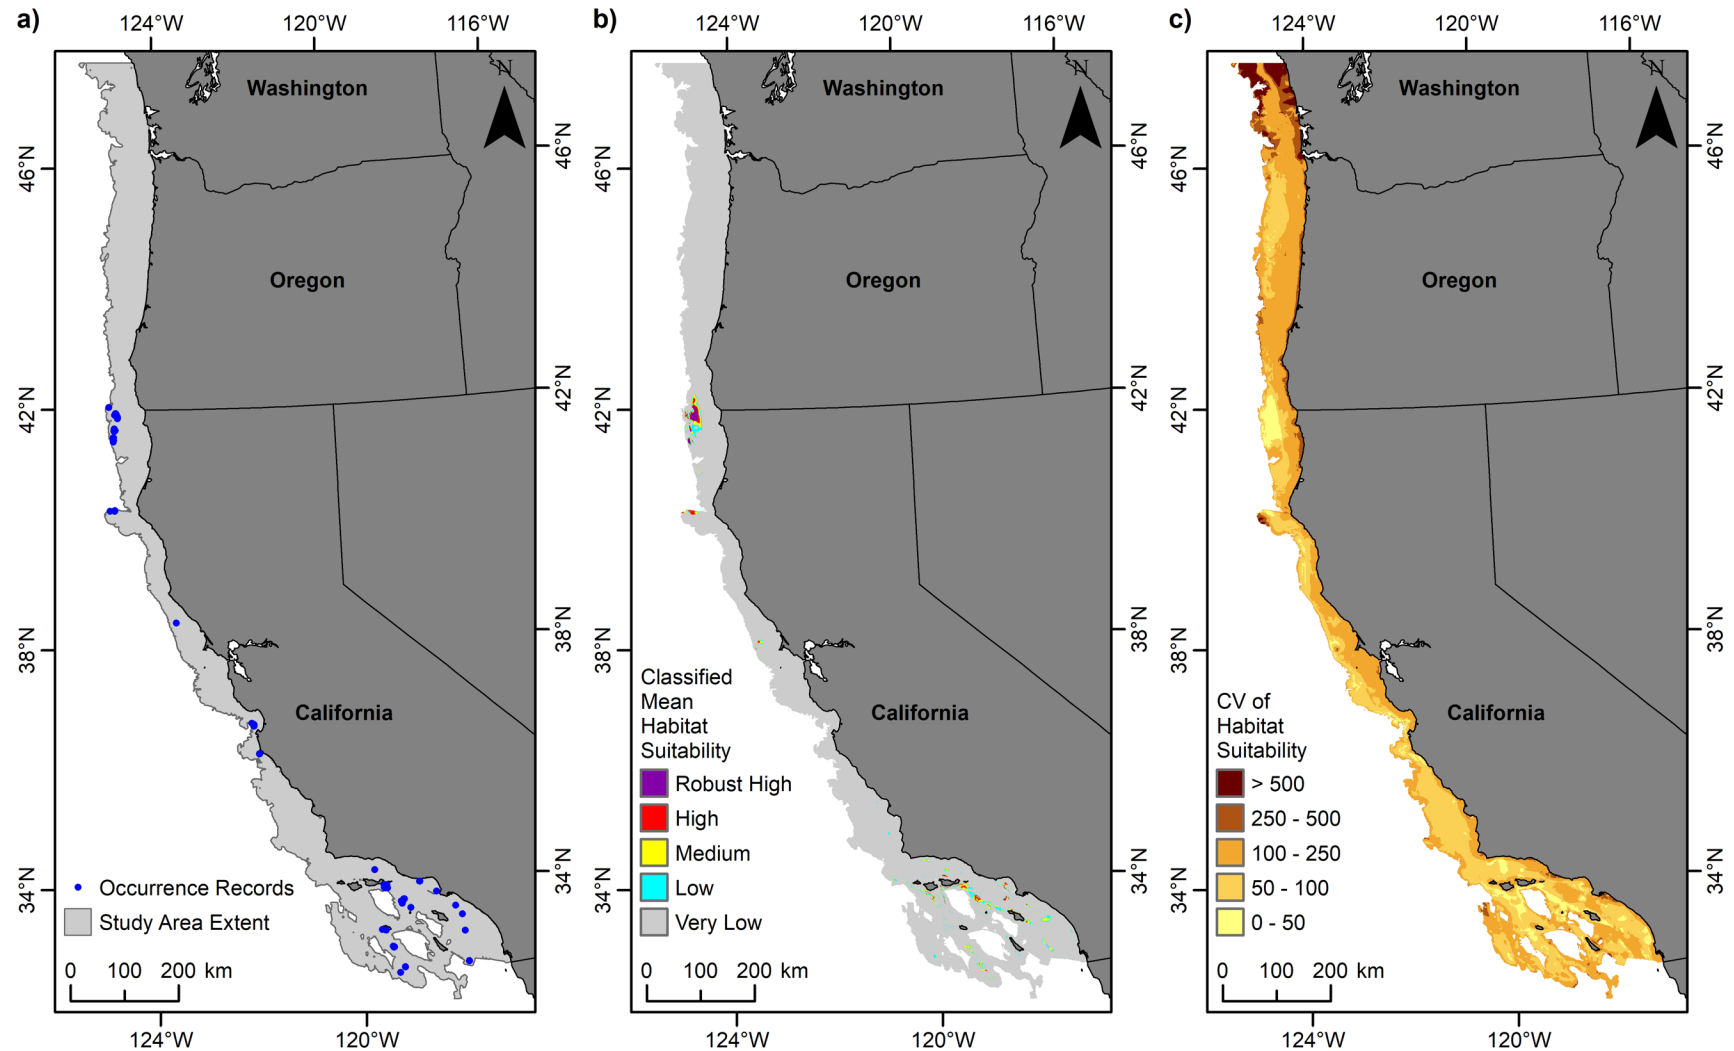 a)
124°W 120°W 116°W
N
Washington
Oregon
California
46°N
42°N
38°N
34°N
46°N
42°N
38°N
34°N
Occurrence Records
Study Area Extent
0 100 200 km
124°W 120°W
b)
124°W 120°W 116°W
N
Washington
Oregon
California
46°N
42°N
38°N
34°N
46°N
42°N
38°N
34°N
Classified
Mean
Habitat
Suitability
Robust High
High
Medium
Low
Very Low
0 100 200 km
124°W 120°W
c)
124°W 120°W 116°W
N
Washington
Oregon
California
46°N
42°N
38°N
34°N
46°N
42°N
38°N
34°N
CV of
Habitat
Suitability
> 500
250 - 500
100 - 250
50 - 100
0 - 50
0 100 200 km
124°W 120°W